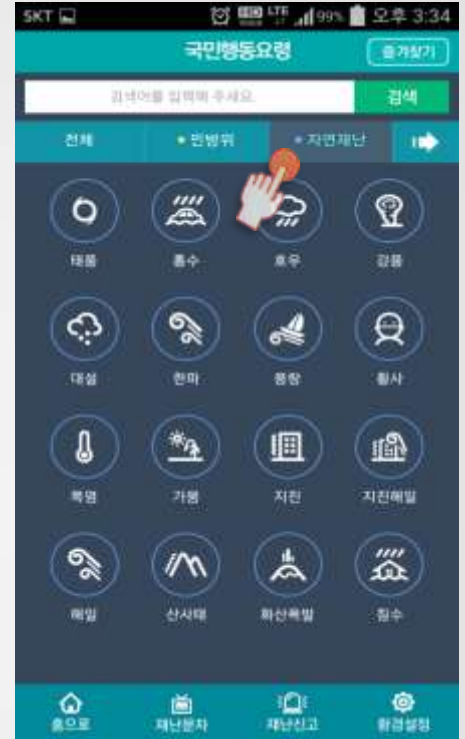 SKT LTE 99% 오후 3:34
국민행동요령 즐겨찾기
검색어를 입력해 주세요. 검색
전체 • 민방위 • 자연재난
태풍 홍수 호우 강풍
대설 한파 풍랑 황사
폭염 가뭄 지진 지진해일
해일 산사태 화산폭발 침수
홈으로 재난문자 재난신고 환경설정